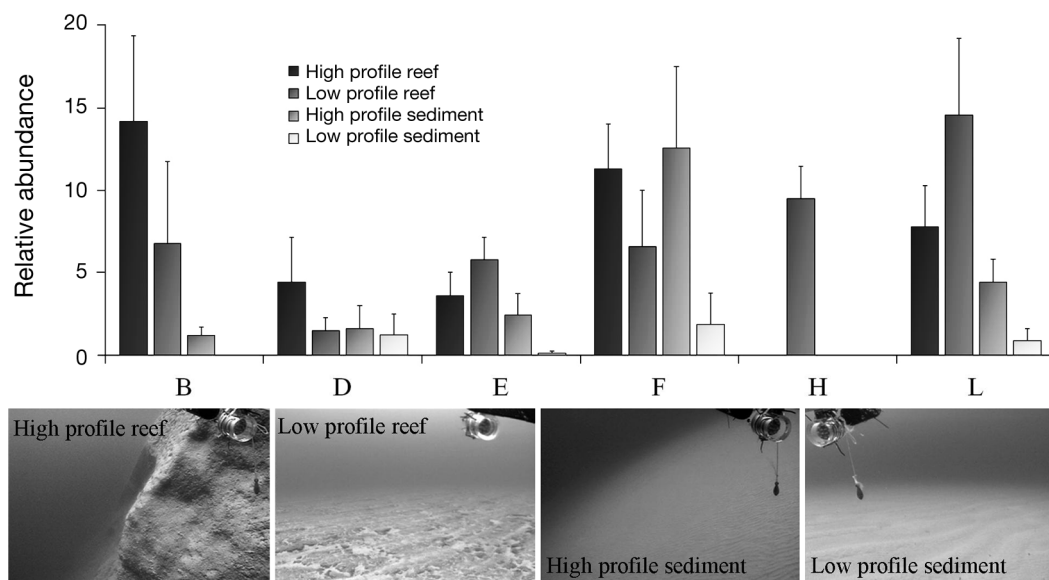 20
15
10
5
0
Relative abundance
High profile reef
Low profile reef
High profile sediment
Low profile sediment
B D E F H L
High profile reef
Low profile reef
High profile sediment
Low profile sediment